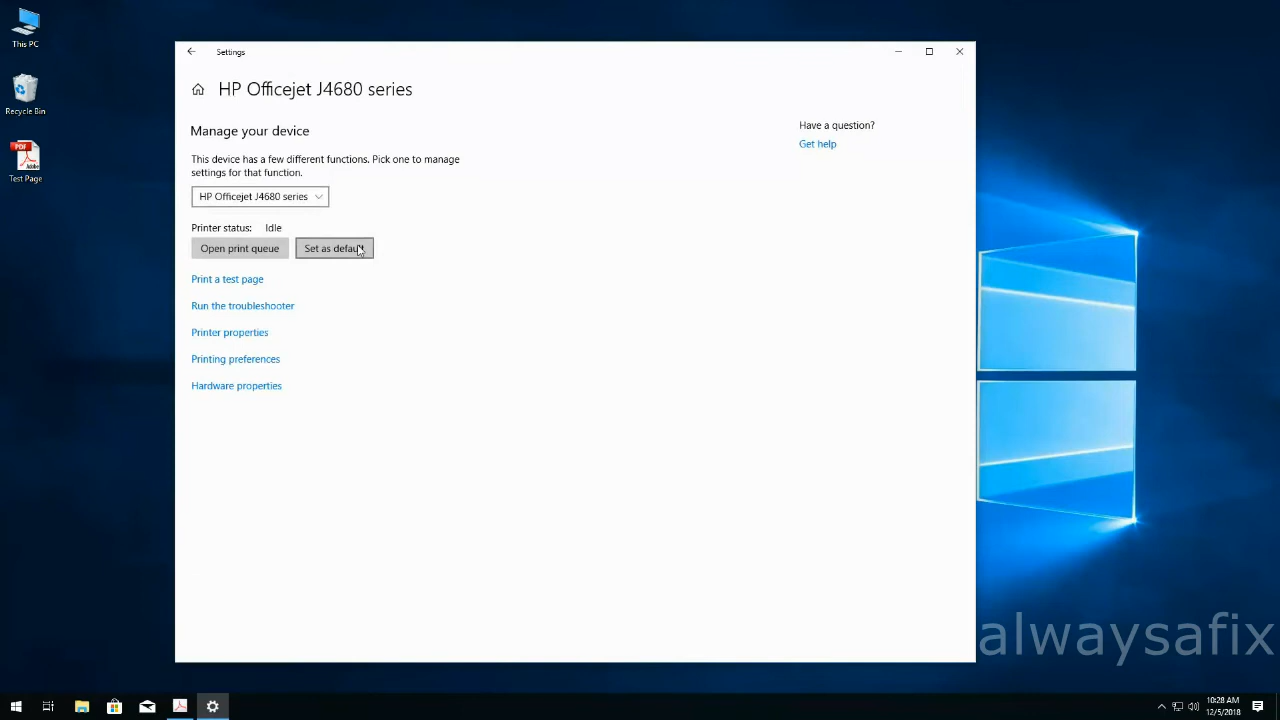 This PC
Recycle Bin
PDF
Adobe
Test Page
Settings
HP Officejet J4680 series
Manage your device
This device has a few different functions. Pick one to manage
settings for that function.
HP Officejet J4680 series
Printer status: Idle
Open print queue
Set as default
Print a test page
Run the troubleshooter
Printer properties
Printing preferences
Hardware properties
Have a question?
Get help
alwaysafix
10:28 AM
12/5/2018